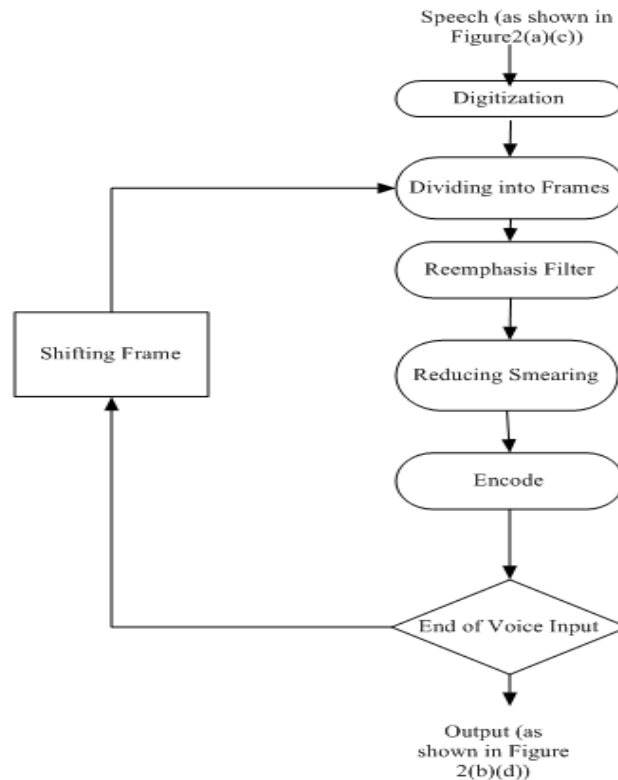 Speech (as shown in
Figure2(a)(c))
Digitization
Dividing into Frames
Reemphasis Filter
Shifting Frame
Reducing Smearing
Encode
End of Voice Input
Output (as
shown in Figure
2(b)(d))